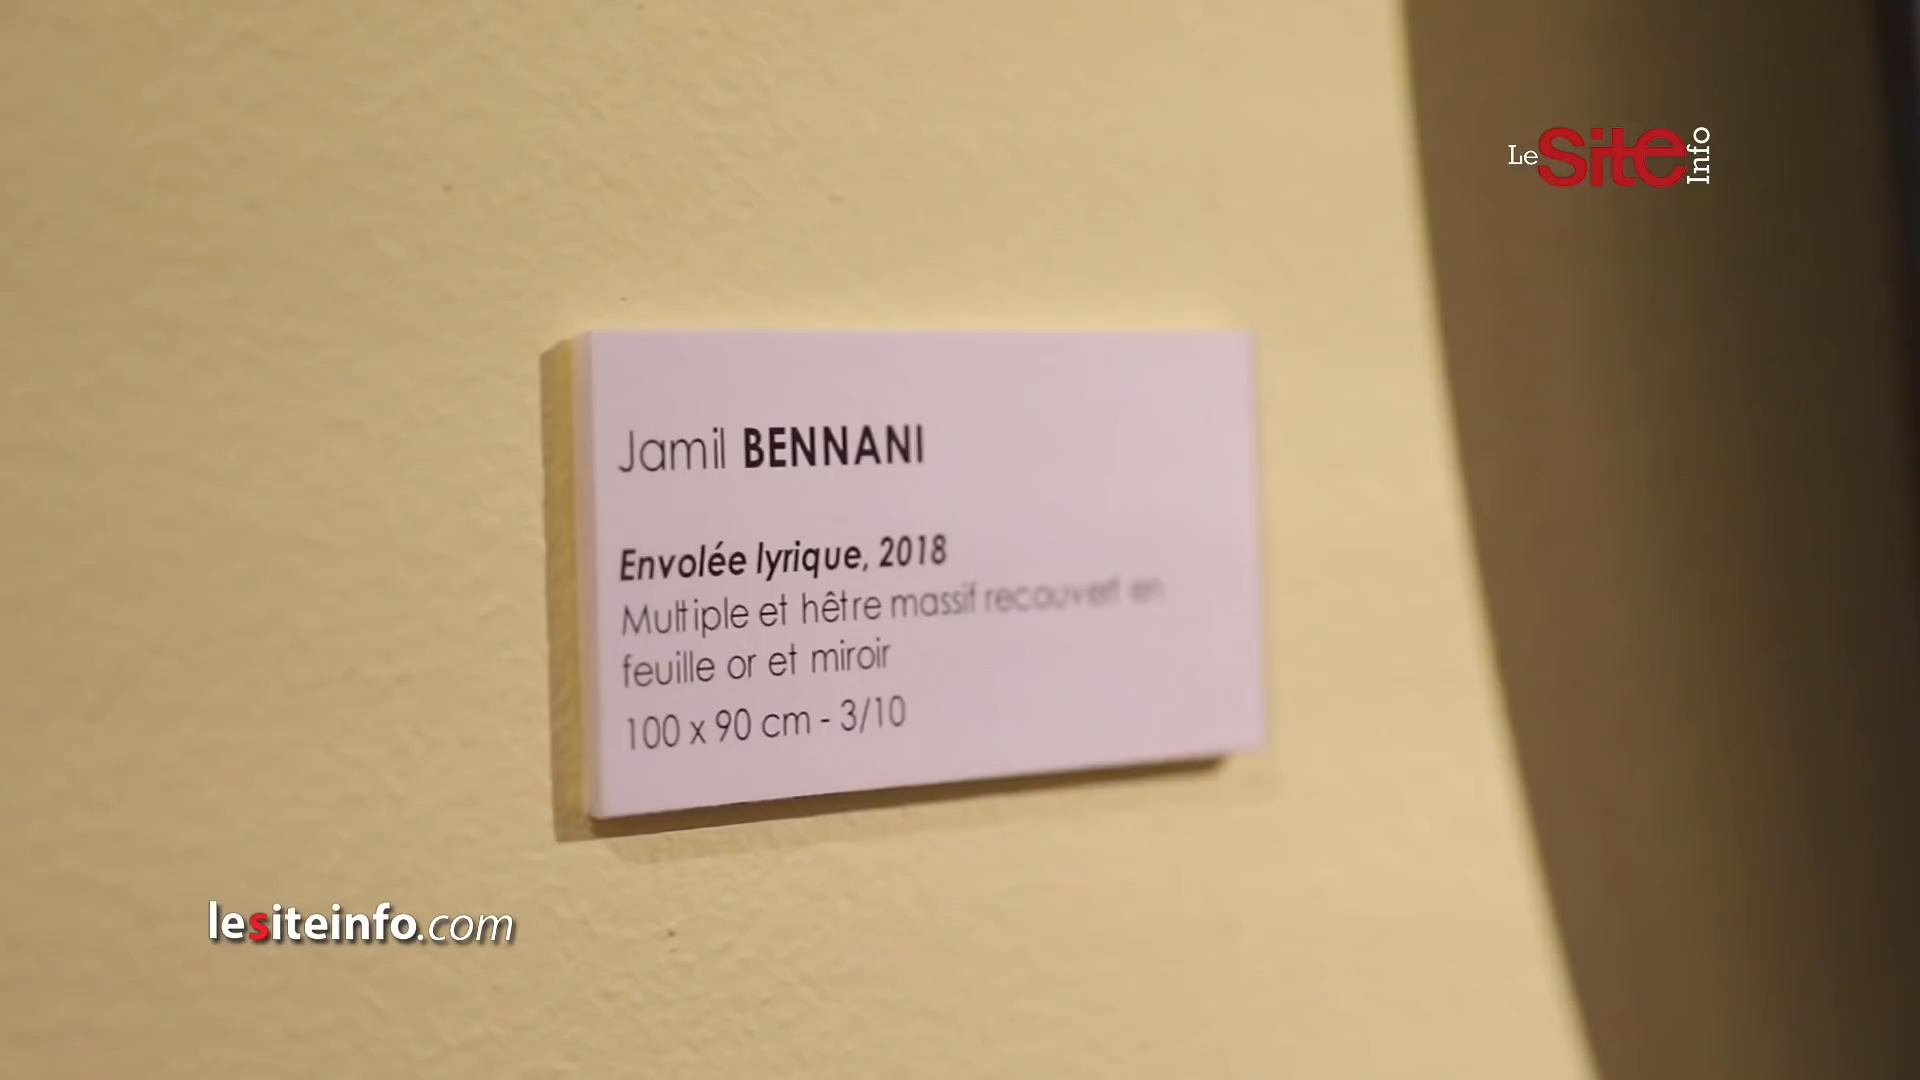 Le Site Info
Jamil BENNANI
Envolée lyrique, 2018
Multiple et hêtre massif recouvert en
feuille or et miroir
100 x 90 cm - 3/10
lesiteinfo.com